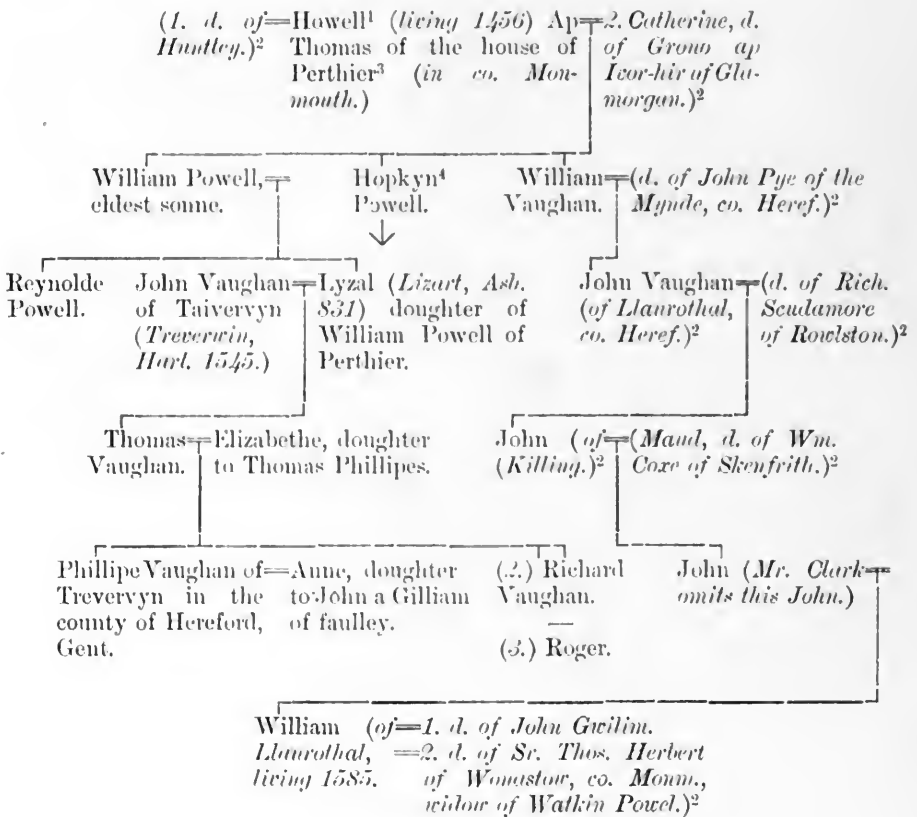 (1. d. of Howell¹ (living 1456) Ap 2. Catherine, d.
Huntley.)² Thomas of the house of of Grono ap
Perthier³ (in co. Mon- Ivor-hir of Gla-
mouth.) morgan.)²
William Powell, Hopkyn⁴ William (d. of John Pye of the
eldest sonne. Powell. Vaughan. Mynde, co. Heref.)²
Reynolde John Vaughan Lyzal (Lizart, Ash. John Vaughan (d. of Rich.
Powell. of Taivervyn 831) doughter of (of Llanrothal, Scudamore
(Treverwin, William Powell of co. Heref.)² of Rowlston.)²
Harl. 1545.) Perthier.
Thomas Elizabethe, doughter John (of (Maud, d. of Wm.
Vaughan. to Thomas Phillipes. (Killing.)² Coxe of Skenfrith.)²
Phillipe Vaughan of Anne, doughter (2.) Richard John (Mr. Clark
Trevervyn in the to John a Gilliam Vaughan. omits this John.)
county of Hereford, of faulley. —
Gent. (3.) Roger.
William (of 1. d. of John Gwilim.
Llanrothal, 2. d. of Sr. Thos. Herbert
living 1585. of Wonastow, co. Monm.,
widow of Watkin Powel.)²